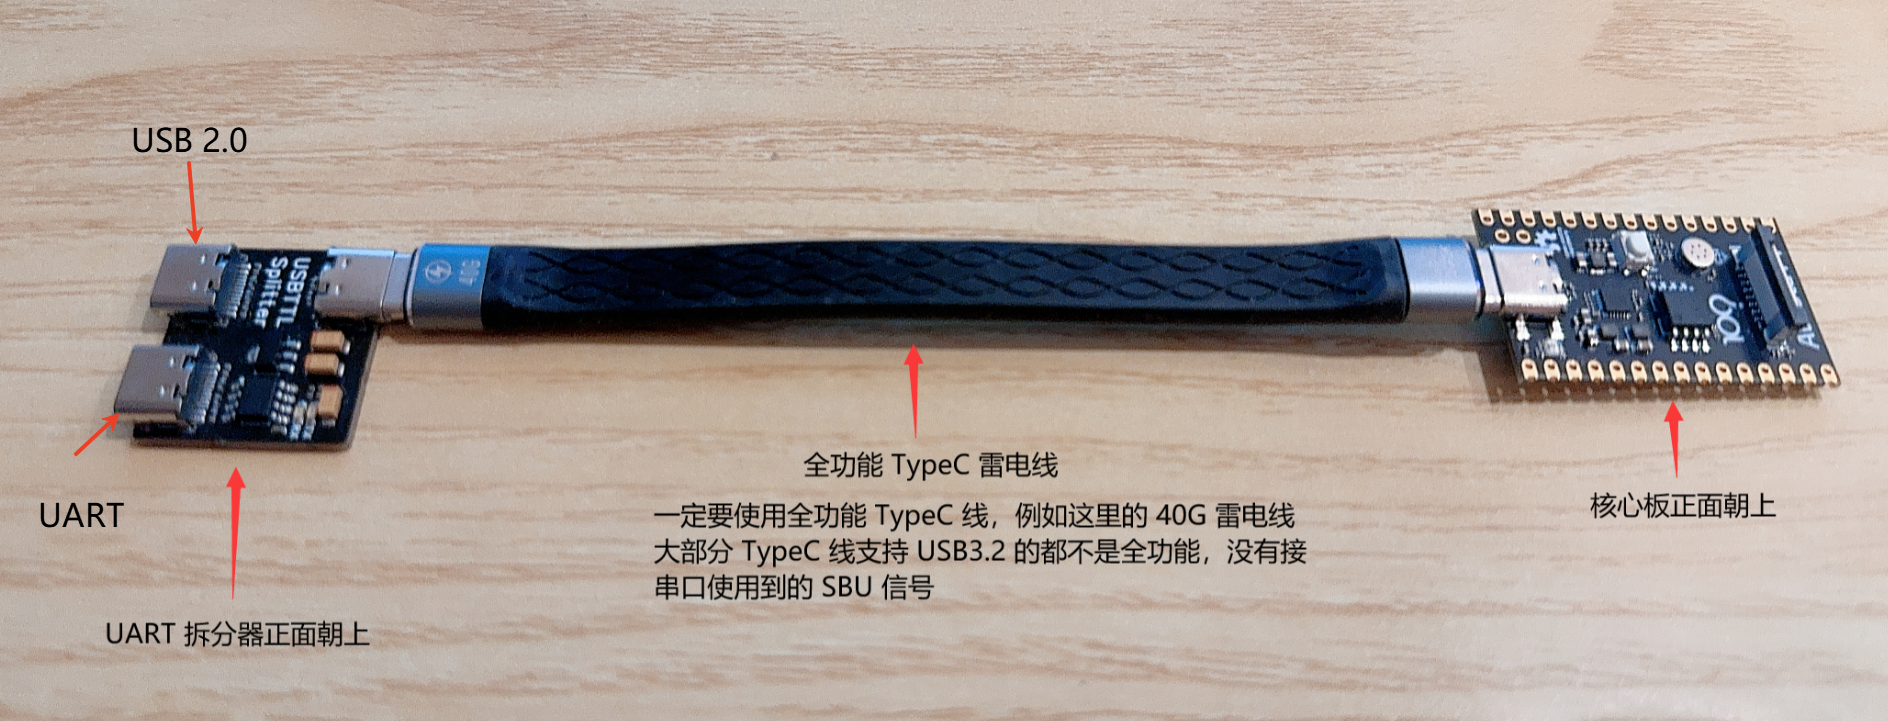 USB 2.0
USBTTL
Splitter
40G
100
UART
全功能 TypeC 雷电线
一定要使用全功能 TypeC 线，例如这里的 40G 雷电线
大部分 TypeC 线支持 USB3.2 的都不是全功能，没有接
串口使用到的 SBU 信号
核心板正面朝上
UART 拆分器正面朝上